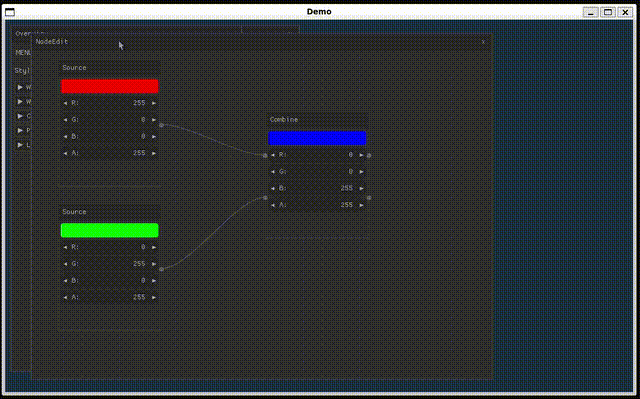 Demo
NodeEdit x
MENU
Styl
Source
R: 255
G: 0
B: 0
A: 255
Combine
R: 0
G: 0
B: 255
A: 255
Source
R: 0
G: 255
B: 0
A: 255
W
W
C
P
L